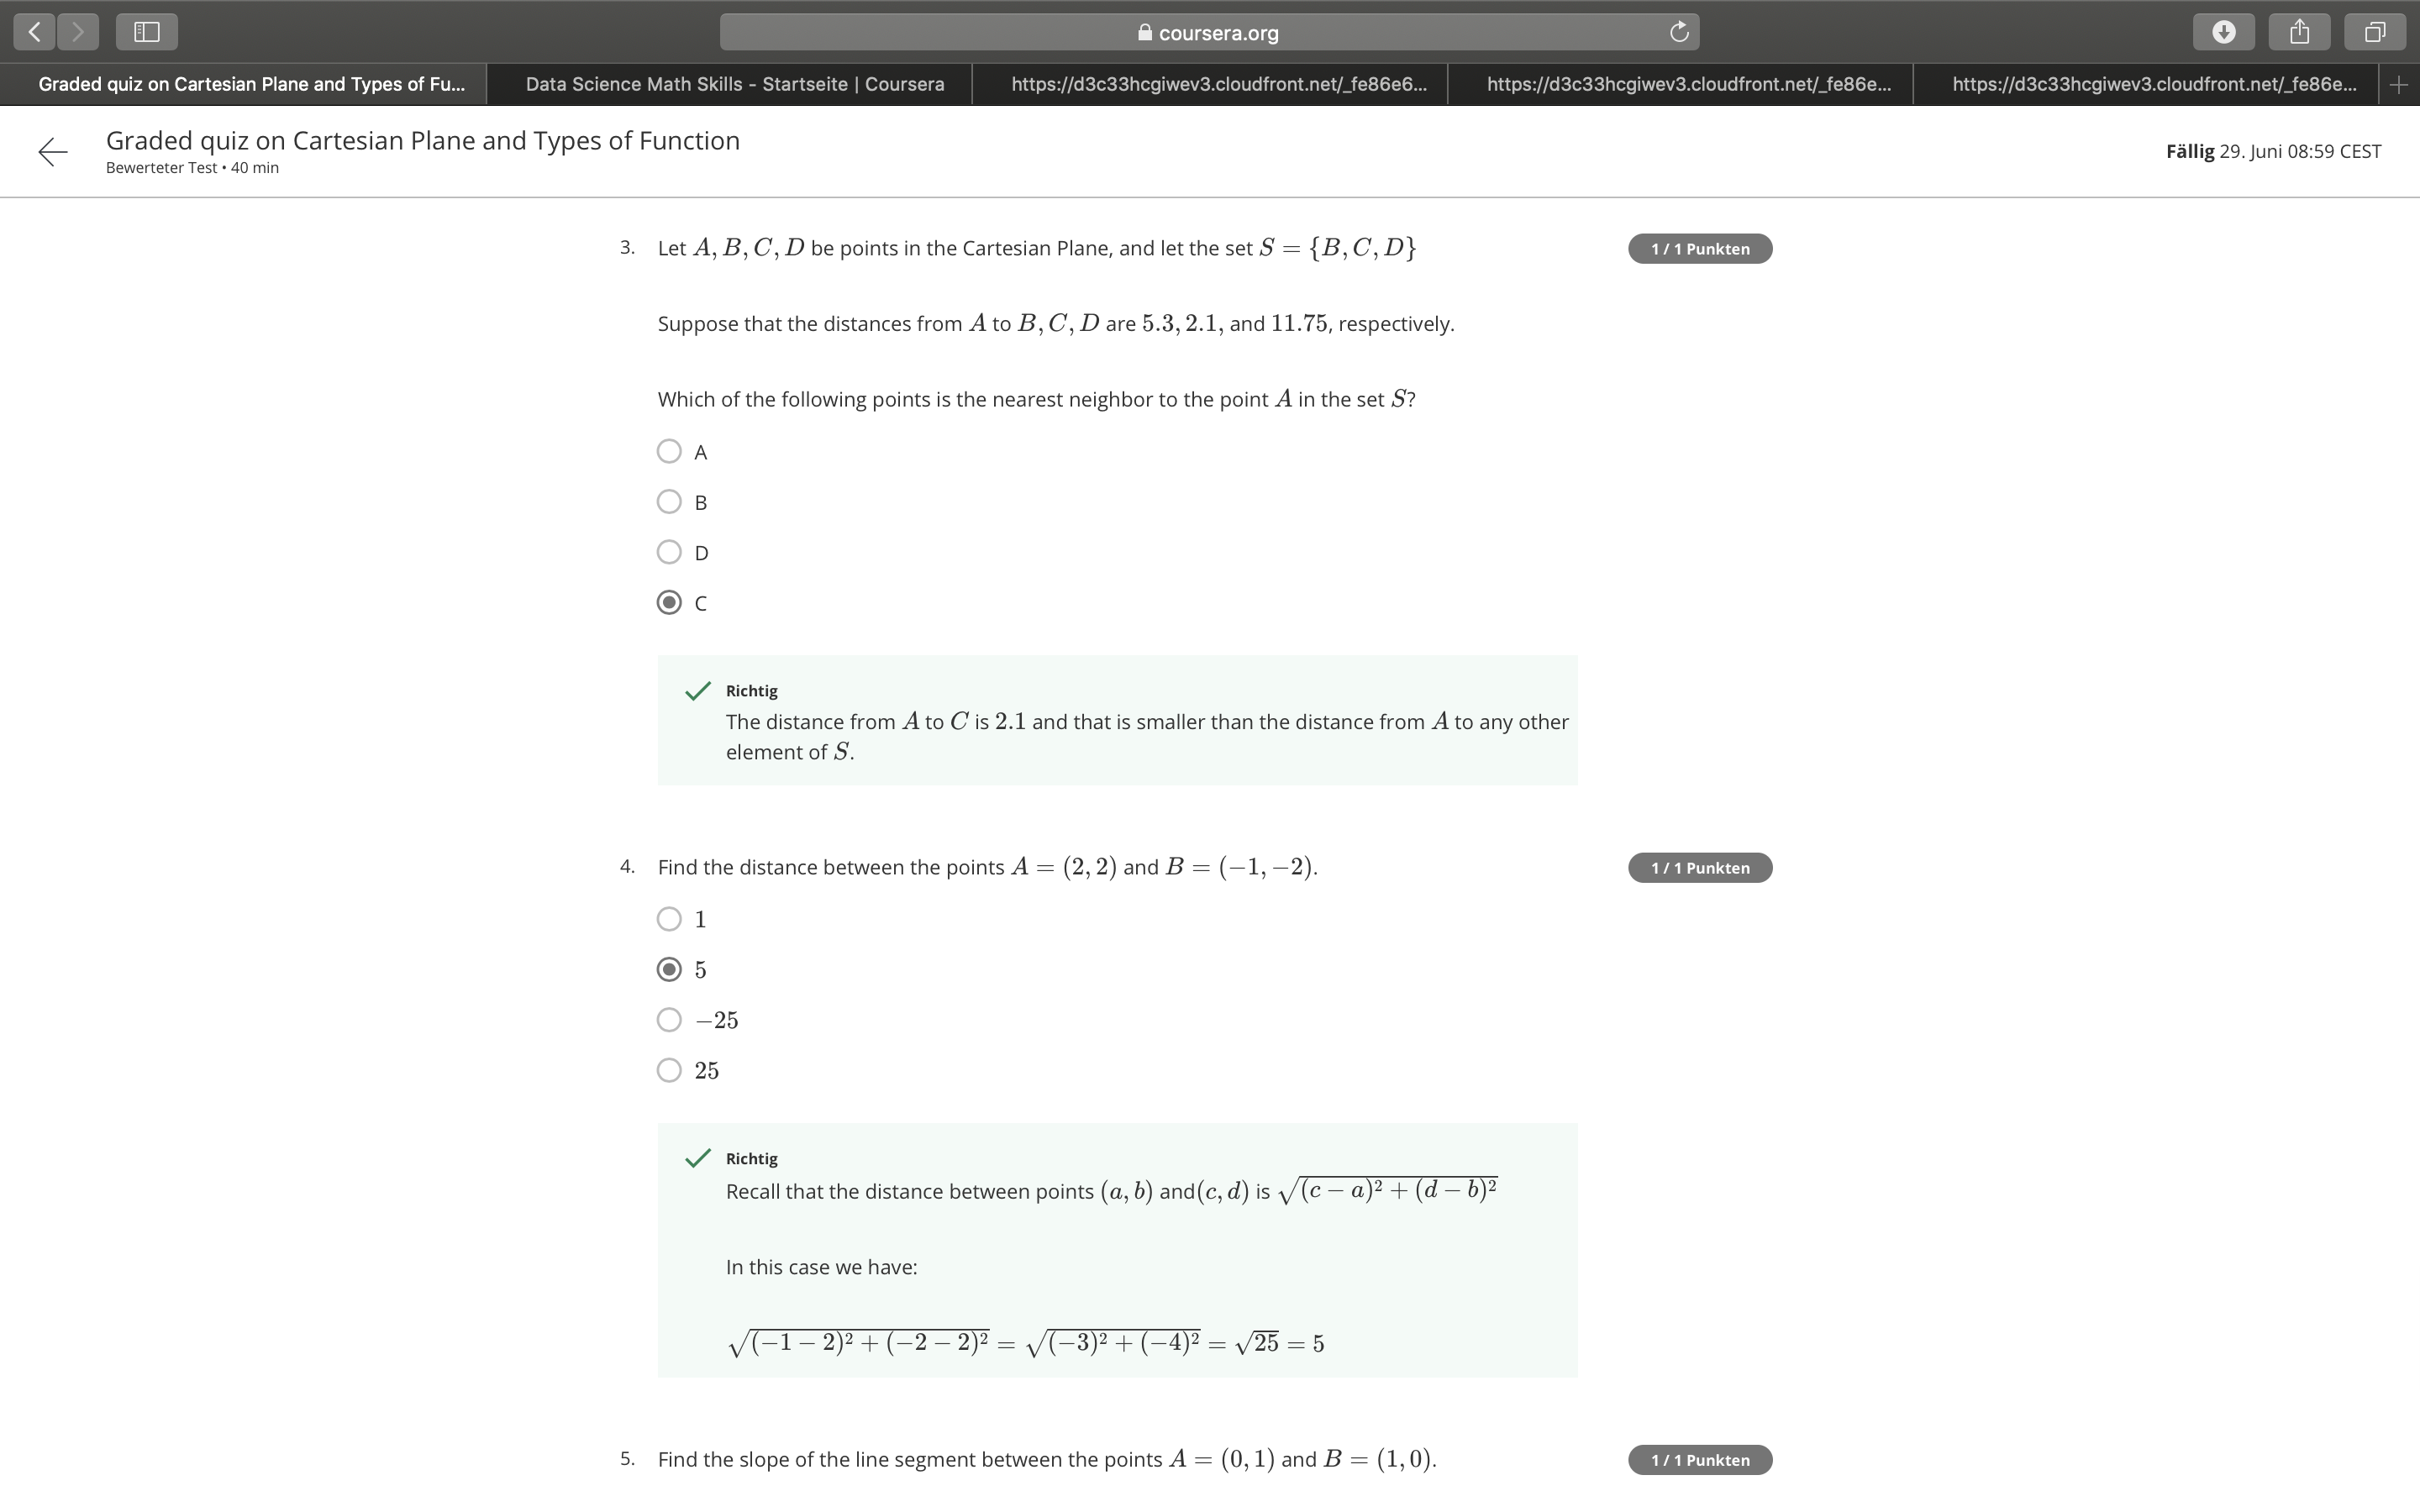 coursera.org
Graded quiz on Cartesian Plane and Types of Fu...
Data Science Math Skills - Startseite | Coursera
https://d3c33hcgiwev3.cloudfront.net/_fe86e6...
https://d3c33hcgiwev3.cloudfront.net/_fe86e...
https://d3c33hcgiwev3.cloudfront.net/_fe86e...
Graded quiz on Cartesian Plane and Types of Function
Bewerteter Test • 40 min
Fällig 29. Juni 08:59 CEST
3. Let A, B, C, D be points in the Cartesian Plane, and let the set S = {B, C, D}
1 / 1 Punkten
Suppose that the distances from A to B, C, D are 5.3, 2.1, and 11.75, respectively.
Which of the following points is the nearest neighbor to the point A in the set S?
A
B
D
C
Richtig
The distance from A to C is 2.1 and that is smaller than the distance from A to any other
element of S.
4. Find the distance between the points A = (2, 2) and B = (−1, −2).
1 / 1 Punkten
1
5
−25
25
Richtig
Recall that the distance between points (a, b) and(c, d) is √(c − a)² + (d − b)²
In this case we have:
√(−1 − 2)² + (−2 − 2)² = √(−3)² + (−4)² = √25 = 5
5. Find the slope of the line segment between the points A = (0, 1) and B = (1, 0).
1 / 1 Punkten